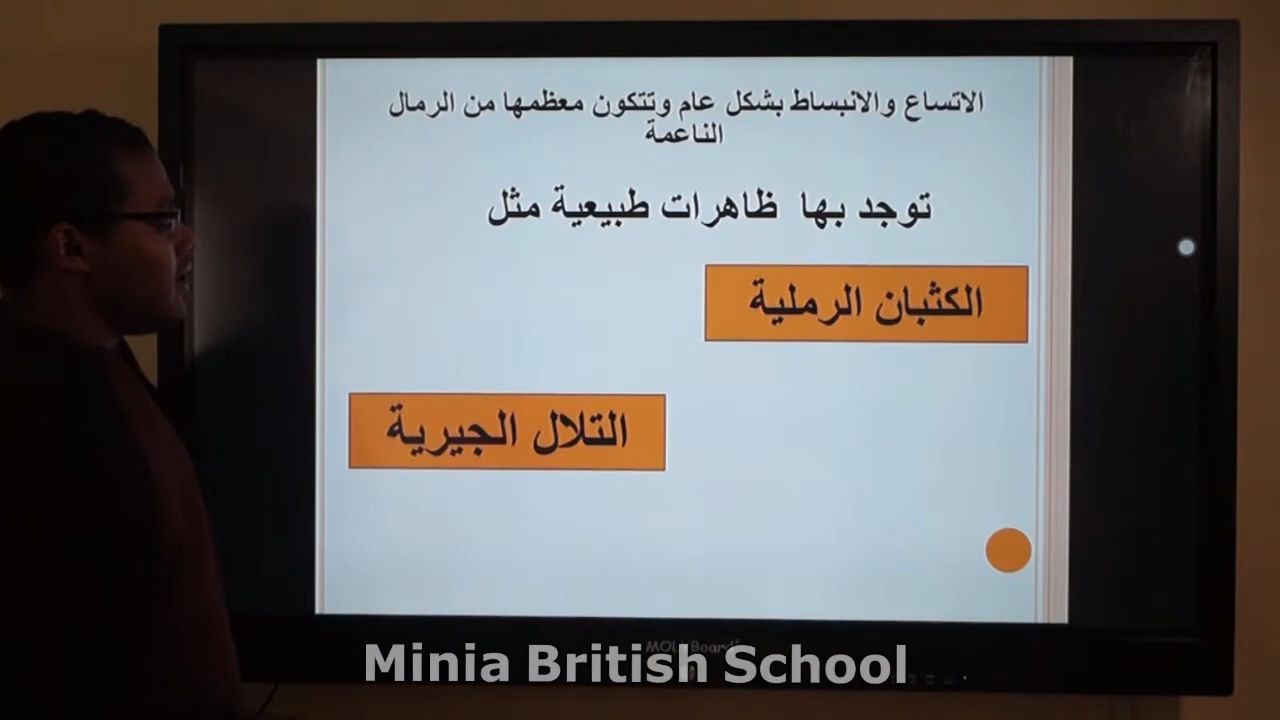 الاتساع والانبساط بشكل عام وتتكون معظمها من الرمال
الناعمة
توجد بها ظاهرات طبيعية مثل
الكثبان الرملية
التلال الجيرية
Minia British School